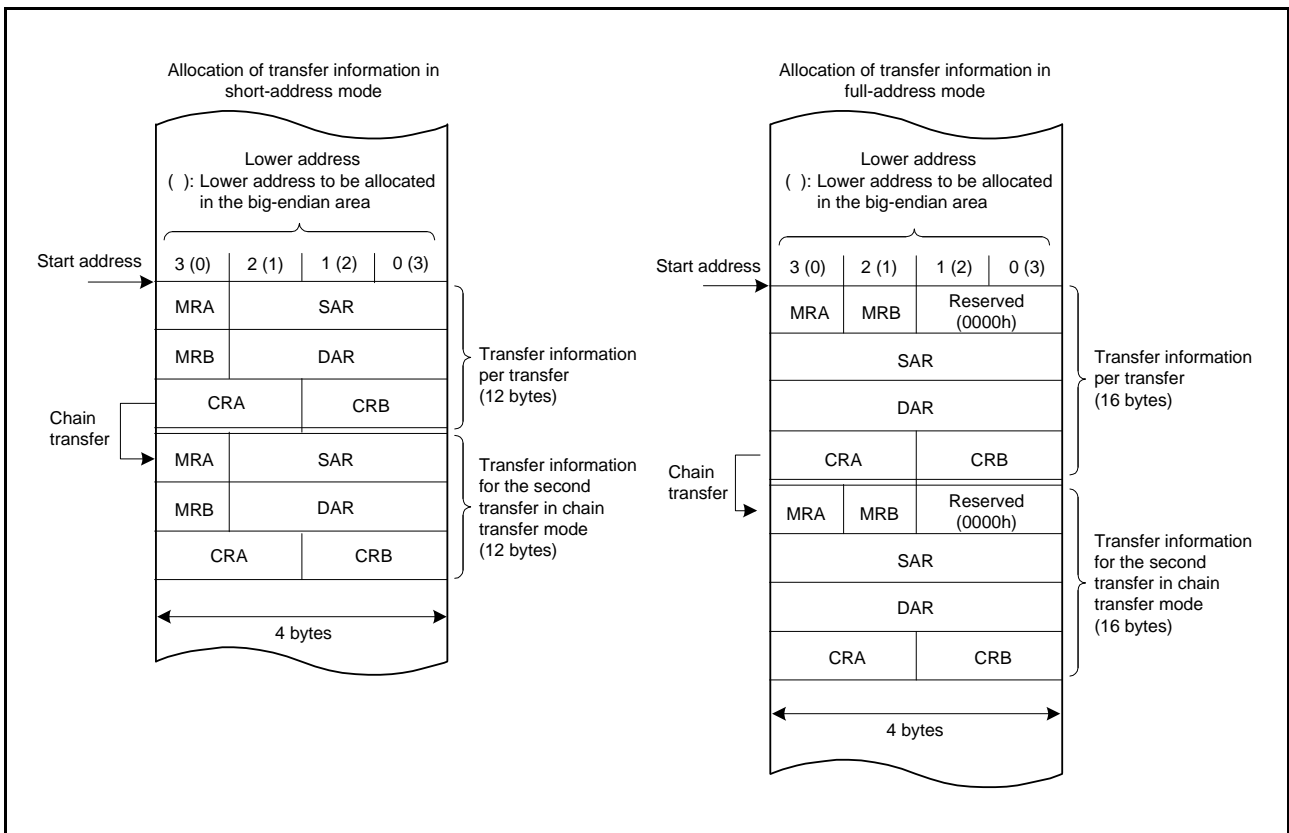 Allocation of transfer information in
short-address mode
Lower address
( ): Lower address to be allocated
in the big-endian area
Start address
3 (0) 2 (1) 1 (2) 0 (3)
MRA SAR
MRB DAR
CRA CRB
Transfer information
per transfer
(12 bytes)
Chain
transfer
MRA SAR
MRB DAR
CRA CRB
Transfer information
for the second
transfer in chain
transfer mode
(12 bytes)
4 bytes
Allocation of transfer information in
full-address mode
Lower address
( ): Lower address to be allocated
in the big-endian area
Start address
3 (0) 2 (1) 1 (2) 0 (3)
MRA MRB Reserved
(0000h)
SAR
DAR
CRA CRB
Transfer information
per transfer
(16 bytes)
Chain
transfer
MRA MRB Reserved
(0000h)
SAR
DAR
CRA CRB
Transfer information
for the second
transfer in chain
transfer mode
(16 bytes)
4 bytes